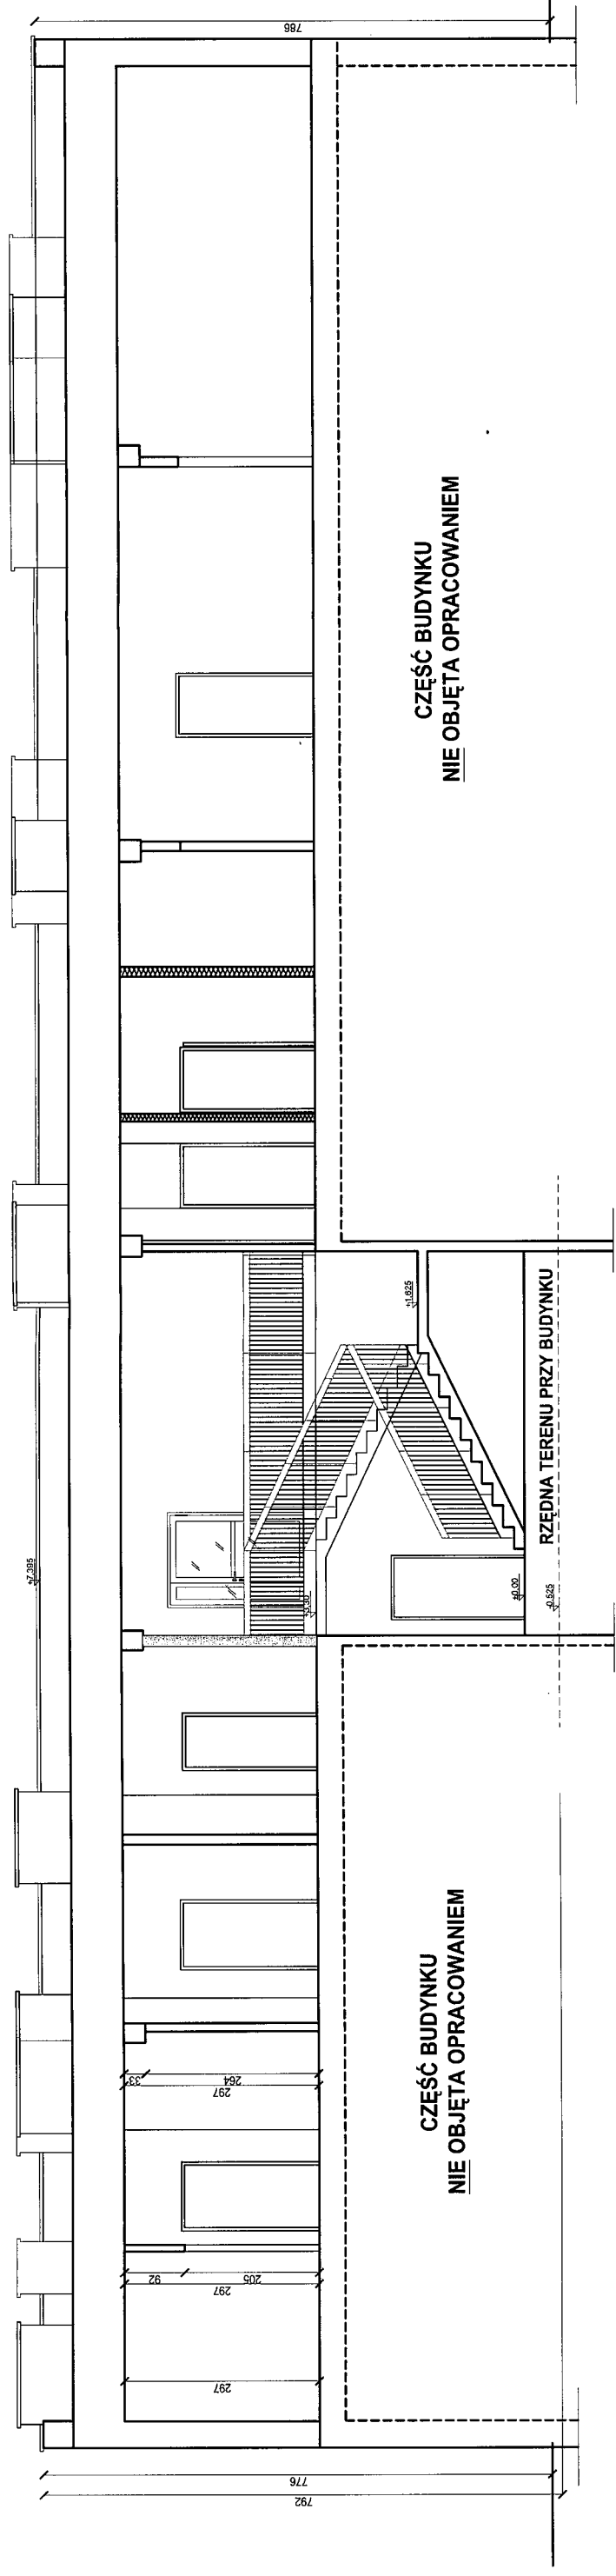 786
CZĘŚĆ BUDYNKU
NIE OBJĘTA OPRACOWANIEM
+1.625
RZĘDNA TERENU PRZY BUDYNKU
+7.395
±0.00
-0.525
CZĘŚĆ BUDYNKU
NIE OBJĘTA OPRACOWANIEM
33
264
297
92
205
297
297
776
792